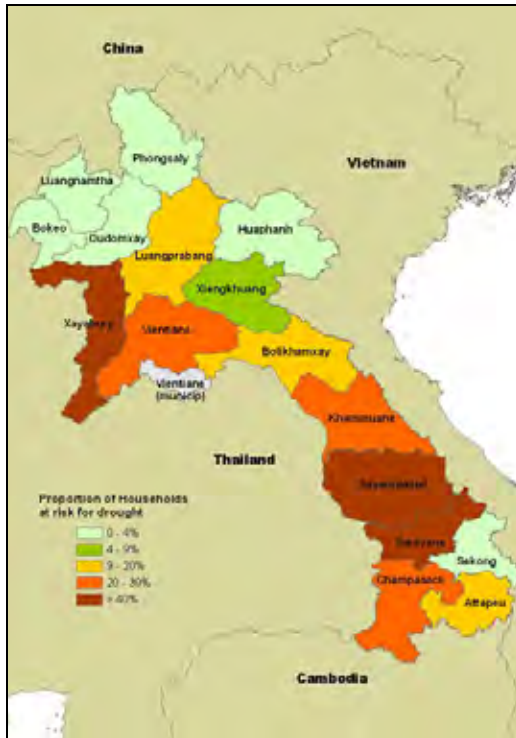 China
Phongsaly
Vietnam
Luangnamtha
Bokeo
Oudomxay
Huaphanh
Luangprabang
Xiengkhuang
Xayabury
Vientiane
Bolikhamxay
Vientiane
(municip)
Khammuane
Thailand
Savannakhet
Proportion of Households
at risk for drought
0 - 4%
4 - 9%
9 - 20%
20 - 30%
> 40%
Saravane
Sekong
Champasack
Attapeu
Cambodia